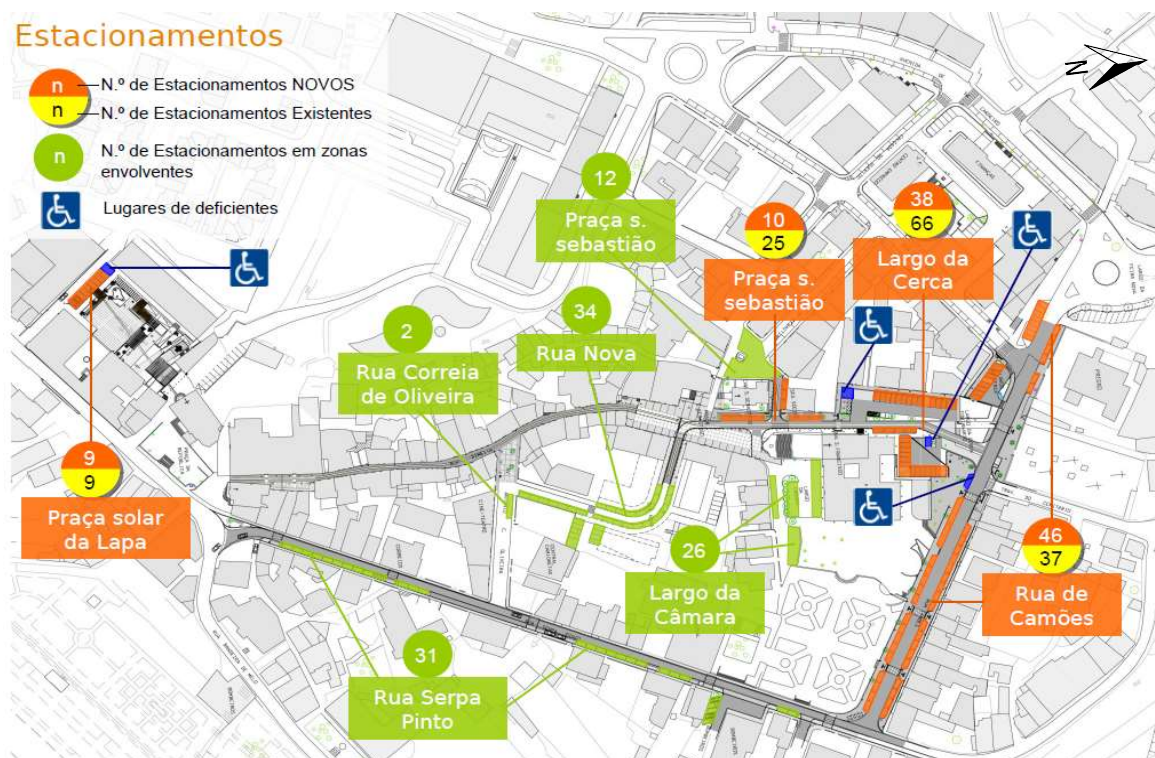 Estacionamentos
n
N.º de Estacionamentos NOVOS
n
N.º de Estacionamentos Existentes
n
N.º de Estacionamentos em zonas
envolventes
Lugares de deficientes
N
12
Praça s.
sebastião
10
25
Praça s.
sebastião
38
66
Largo da
Cerca
34
Rua Nova
2
Rua Correia
de Oliveira
9
9
Praça solar
da Lapa
26
Largo da
Câmara
46
37
Rua de
Camões
31
Rua Serpa
Pinto